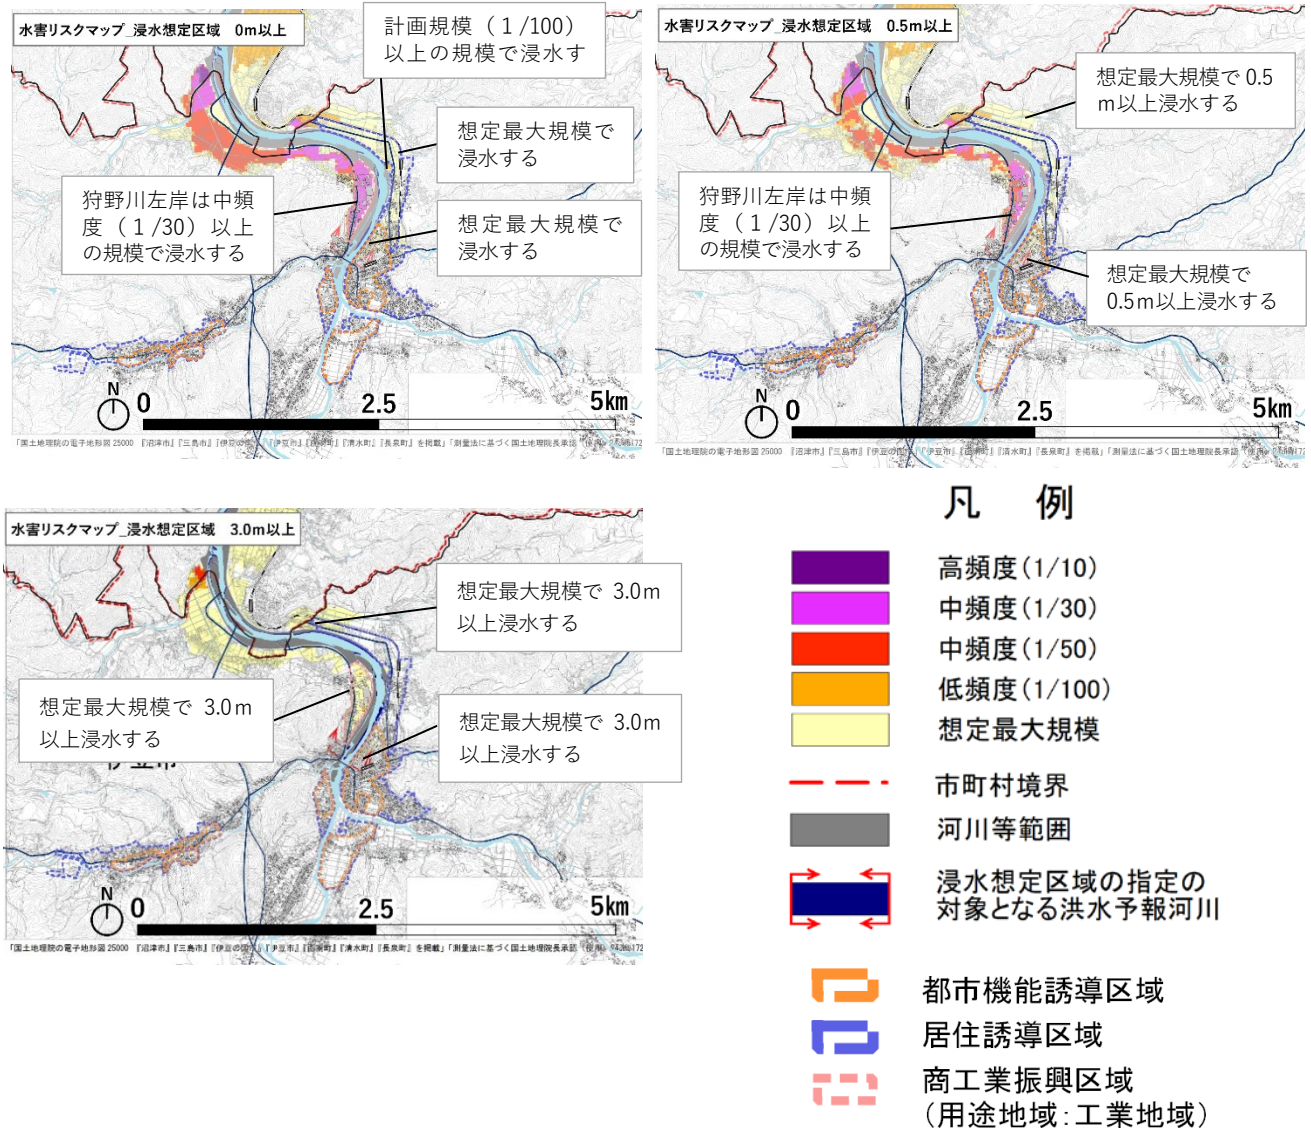 水害リスクマップ_浸水想定区域 0m以上
計画規模（1/100）
以上の規模で浸水す
想定最大規模で
浸水する
狩野川左岸は中頻
度（1/30）以上
の規模で浸水する
想定最大規模で
浸水する
N
0
2.5
5km
水害リスクマップ_浸水想定区域 0.5m以上
想定最大規模で 0.5
m以上浸水する
狩野川左岸は中頻
度（1/30）以上
の規模で浸水する
想定最大規模で
0.5m以上浸水する
N
0
2.5
5km
水害リスクマップ_浸水想定区域 3.0m以上
想定最大規模で 3.0m
以上浸水する
想定最大規模で 3.0m
以上浸水する
想定最大規模で 3.0m
以上浸水する
伊豆市
N
0
2.5
5km
凡 例
高頻度(1/10)
中頻度(1/30)
中頻度(1/50)
低頻度(1/100)
想定最大規模
市町村境界
河川等範囲
浸水想定区域の指定の
対象となる洪水予報河川
都市機能誘導区域
居住誘導区域
商工業振興区域
(用途地域:工業地域)